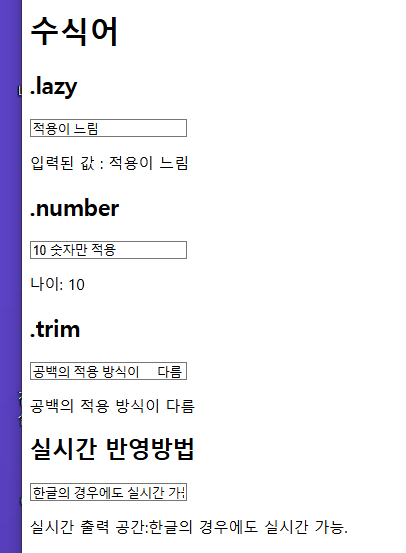 수식어
.lazy
적용이 느림
입력된 값 : 적용이 느림
.number
10 숫자만 적용
나이: 10
.trim
공백의 적용 방식이     다름
공백의 적용 방식이 다름
실시간 반영방법
한글의 경우에도 실시간 가
실시간 출력 공간:한글의 경우에도 실시간 가능.